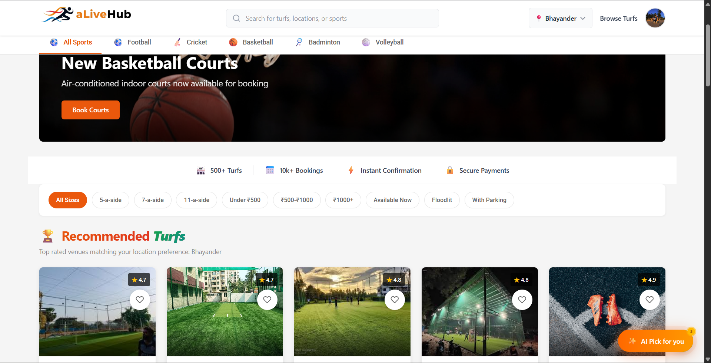 aLiveHub
Search for turfs, locations, or sports
Bhayander
Browse Turfs
All Sports
Football
Cricket
Basketball
Badminton
Volleyball
New Basketball Courts
Air-conditioned indoor courts now available for booking
Book Courts
500+ Turfs
10k+ Bookings
Instant Confirmation
Secure Payments
All Sizes
5-a-side
7-a-side
11-a-side
Under ₹500
₹500-₹1000
₹1000+
Available Now
Floodlit
With Parking
Recommended Turfs
Top rated venues matching your location preference: Bhayander
4.7
4.7
4.8
4.8
4.9
AI Pick for you